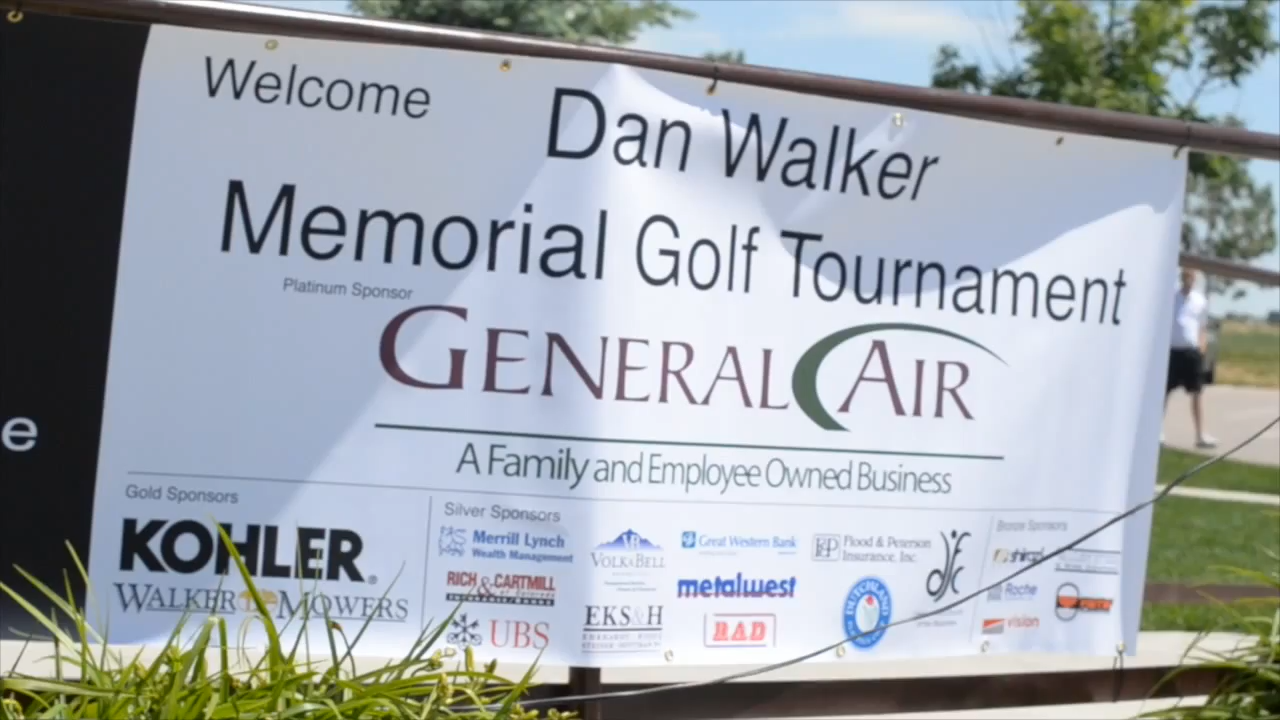 Welcome Dan Walker
Memorial Golf Tournament
Platinum Sponsor
GENERAL AIR
A Family and Employee Owned Business
e
Gold Sponsors
KOHLER
WALKER MOWERS
Silver Sponsors
Merrill Lynch
Wealth Management
RICH & CARTMILL
UBS
VOLK & BELL
EKS&H
Great Western Bank
metalwest
RAD
Flood & Peterson
Insurance, Inc
Bronze Sponsors
Roche
vision